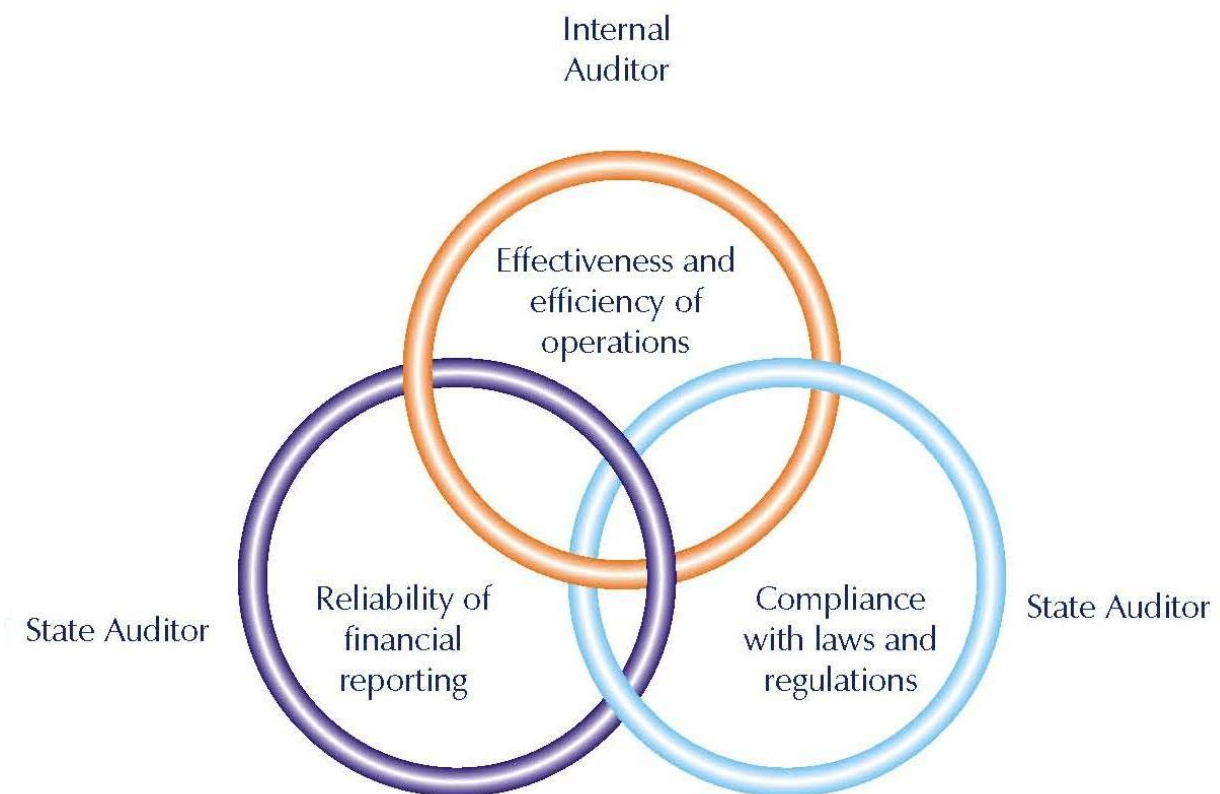 Internal
Auditor
Effectiveness and
efficiency of
operations
State Auditor
Reliability of
financial
reporting
Compliance
with laws and
regulations
State Auditor